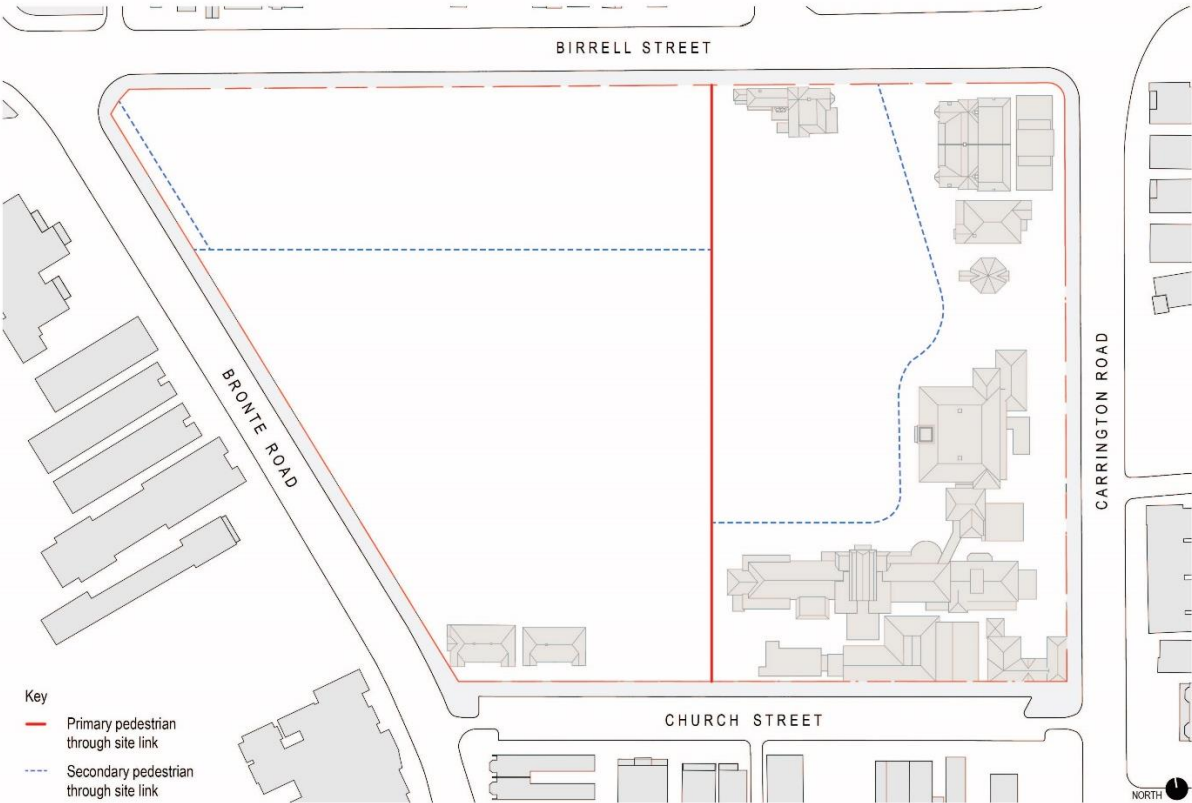 BIRRELL STREET
BRONTE ROAD
CARRINGTON ROAD
CHURCH STREET
Key
Primary pedestrian
through site link
Secondary pedestrian
through site link
NORTH